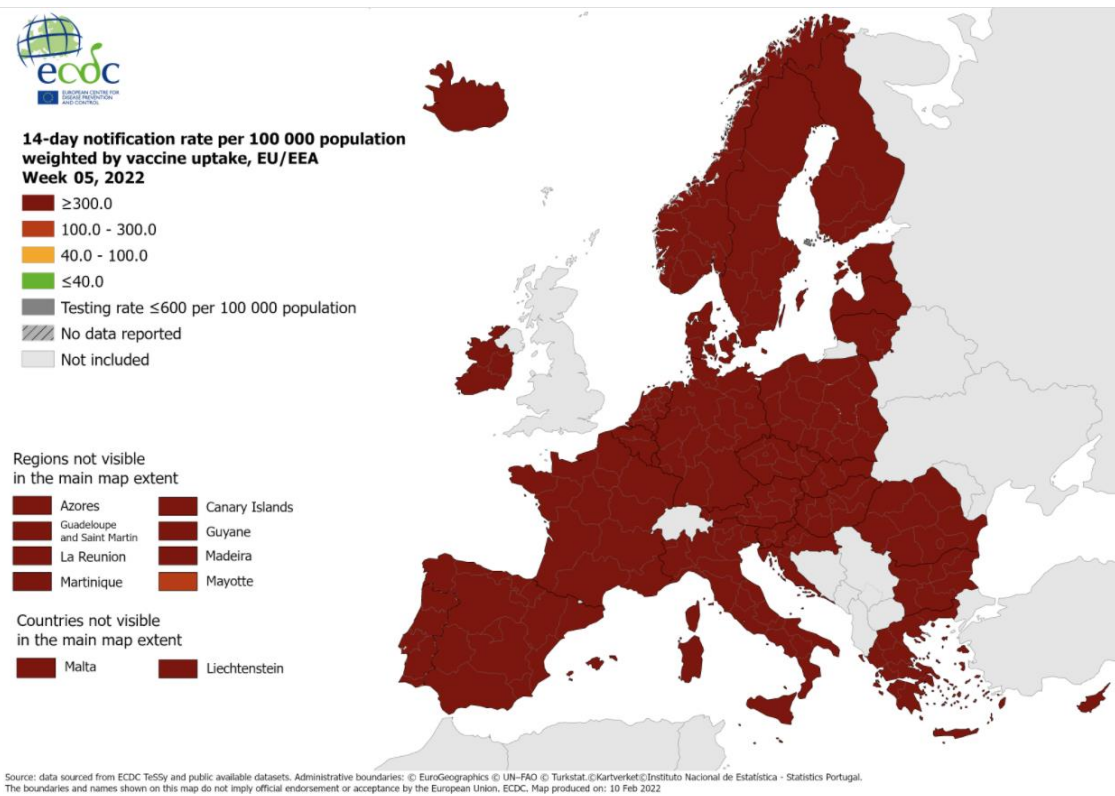 ecdc
EUROPEAN CENTRE FOR
DISEASE PREVENTION
AND CONTROL
14-day notification rate per 100 000 population
weighted by vaccine uptake, EU/EEA
Week 05, 2022
≥300.0
100.0 - 300.0
40.0 - 100.0
≤40.0
Testing rate ≤600 per 100 000 population
No data reported
Not included
Regions not visible
in the main map extent
Azores
Canary Islands
Guadeloupe
and Saint Martin
Guyane
La Reunion
Madeira
Martinique
Mayotte
Countries not visible
in the main map extent
Malta
Liechtenstein
Source: data sourced from ECDC TeSSy and public available datasets. Administrative boundaries: © EuroGeographics © UN–FAO © Turkstat.©Kartverket©Instituto Nacional de Estatística - Statistics Portugal.
The boundaries and names shown on this map do not imply official endorsement or acceptance by the European Union. ECDC. Map produced on: 10 Feb 2022